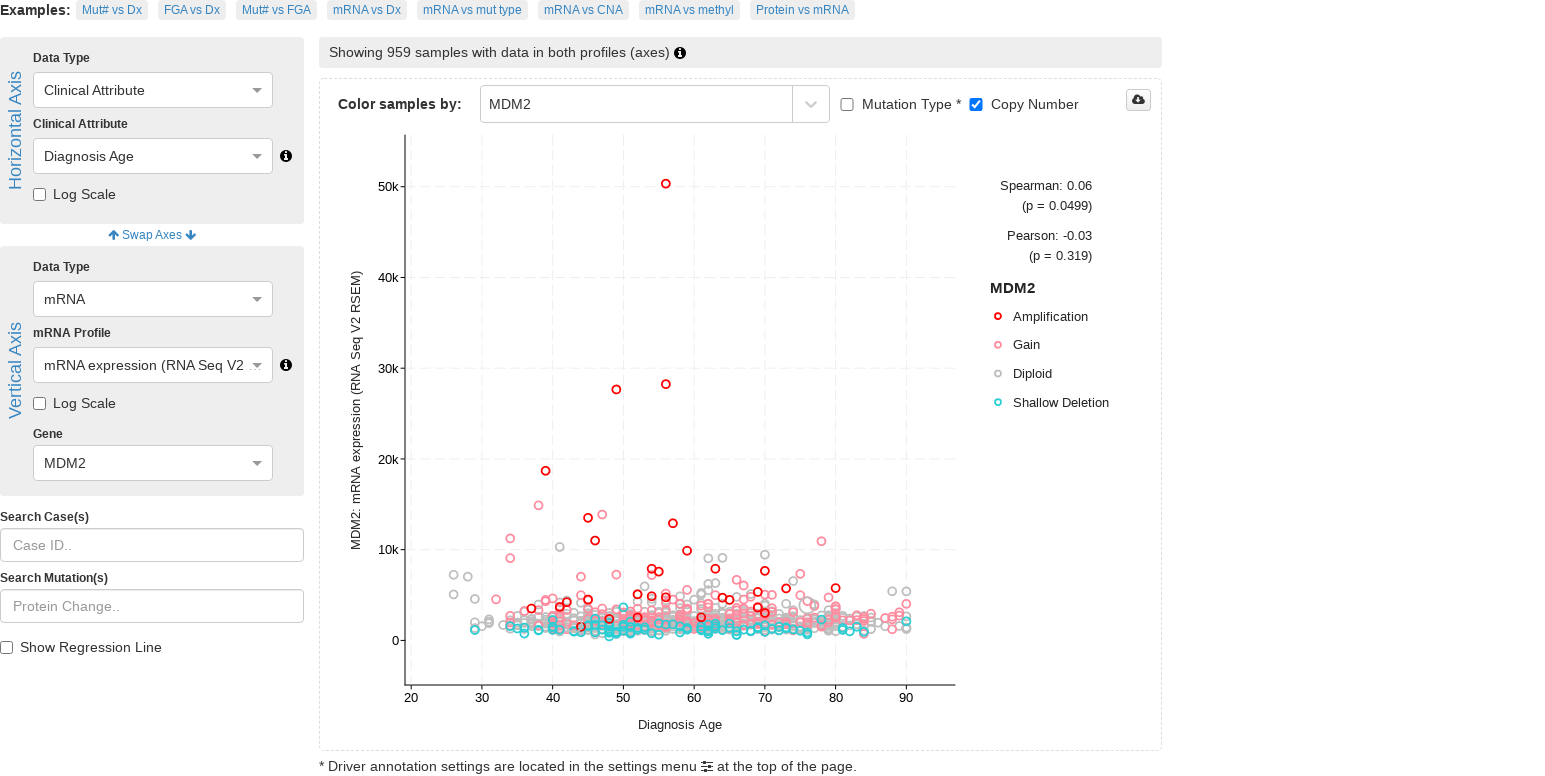 Examples: Mut# vs Dx FGA vs Dx Mut# vs FGA mRNA vs Dx mRNA vs mut type mRNA vs CNA mRNA vs methyl Protein vs mRNA
Horizontal Axis
Data Type
Clinical Attribute
Clinical Attribute
Diagnosis Age
Log Scale
Swap Axes
Vertical Axis
Data Type
mRNA
mRNA Profile
mRNA expression (RNA Seq V2 ...
Log Scale
Gene
MDM2
Search Case(s)
Case ID..
Search Mutation(s)
Protein Change..
Show Regression Line
Showing 959 samples with data in both profiles (axes)
Color samples by: MDM2 Mutation Type * Copy Number
MDM2: mRNA expression (RNA Seq V2 RSEM)
50k
40k
30k
20k
10k
0
20 30 40 50 60 70 80 90
Diagnosis Age
Spearman: 0.06
(p = 0.0499)
Pearson: -0.03
(p = 0.319)
MDM2
Amplification
Gain
Diploid
Shallow Deletion
* Driver annotation settings are located in the settings menu at the top of the page.